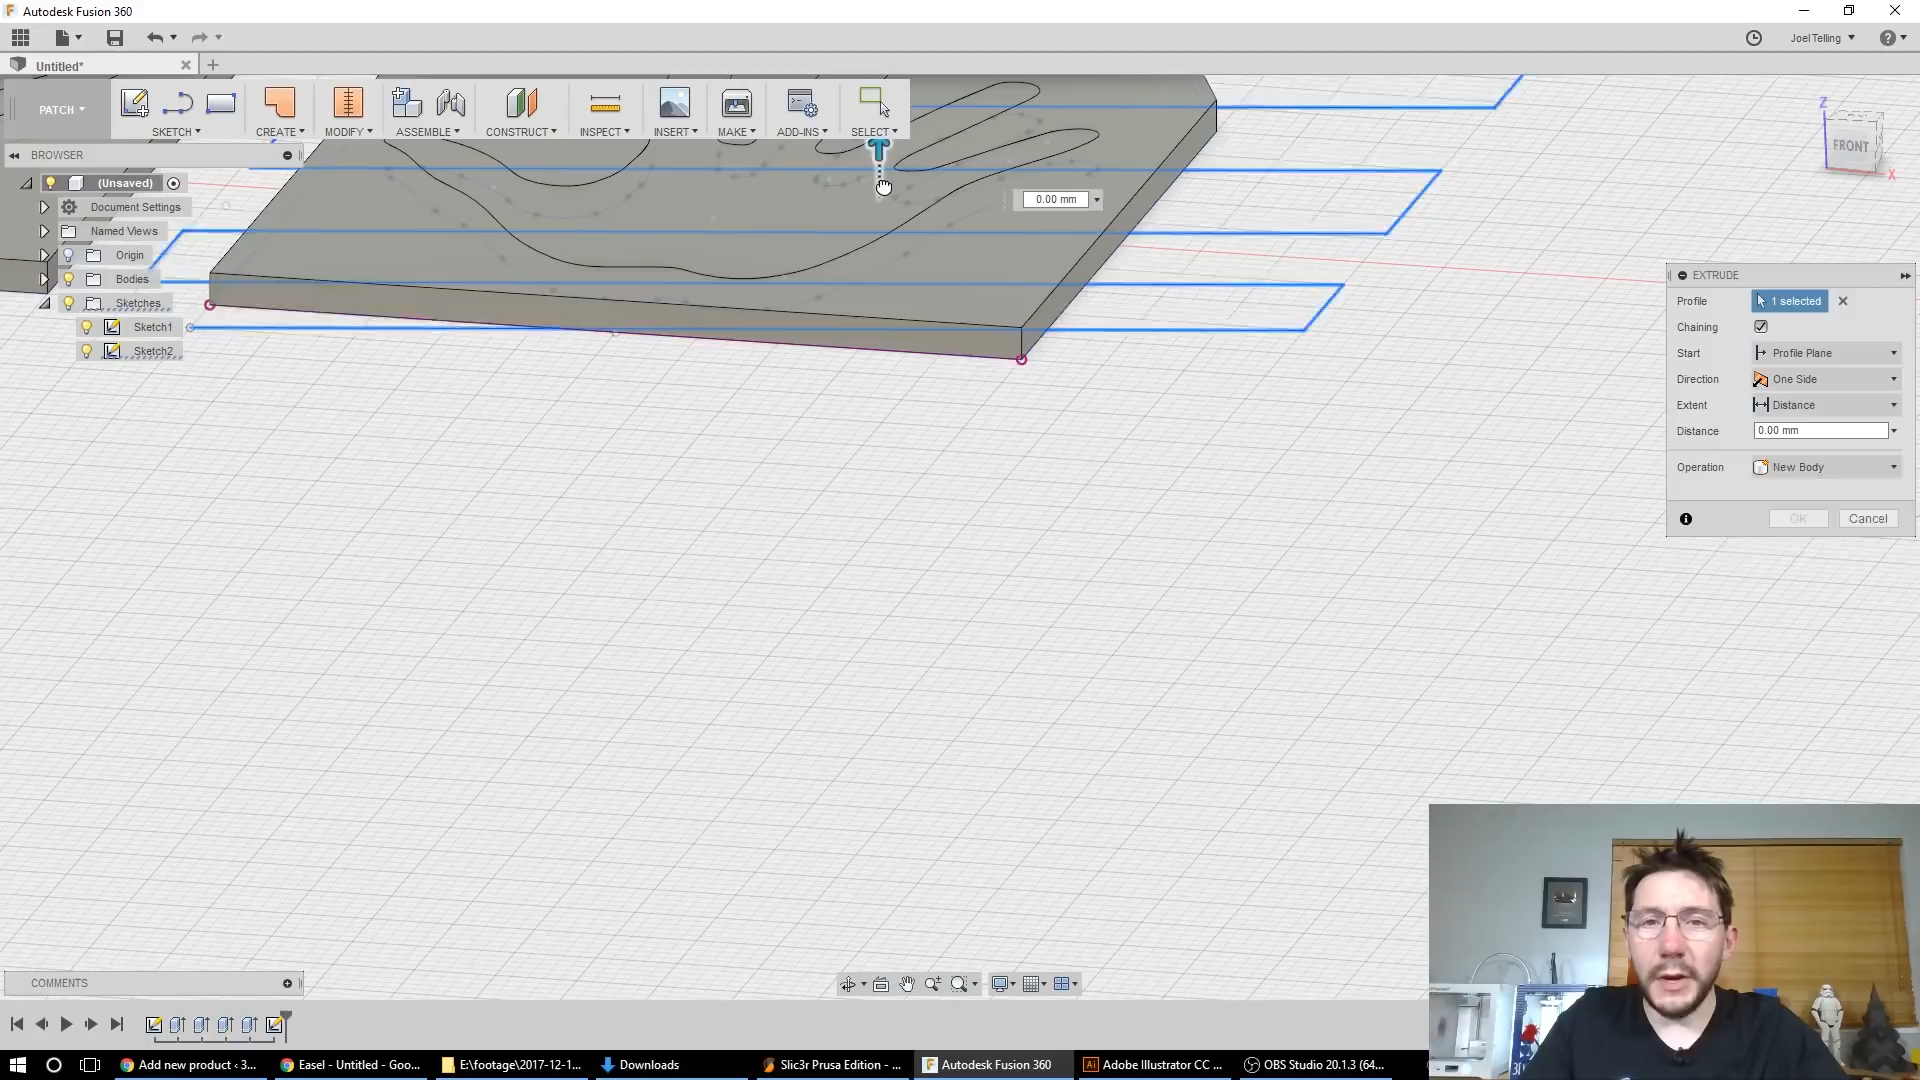 Autodesk Fusion 360
Joel Telling
Untitled*
PATCH
SKETCH
CREATE
MODIFY
ASSEMBLE
CONSTRUCT
INSPECT
INSERT
MAKE
ADD-INS
SELECT
BROWSER
(Unsaved)
Document Settings
Named Views
Origin
Bodies
Sketches
Sketch1
Sketch2
0.00 mm
Z
FRONT
X
EXTRUDE
Profile 1 selected
Chaining
Start Profile Plane
Direction One Side
Extent Distance
Distance 0.00 mm
Operation New Body
OK Cancel
COMMENTS
Add new product ‹ 3...
Easel - Untitled - Goo...
E:\footage\2017-12-1...
Downloads
Slic3r Prusa Edition - ...
Autodesk Fusion 360
Adobe Illustrator CC ...
OBS Studio 20.1.3 (64...